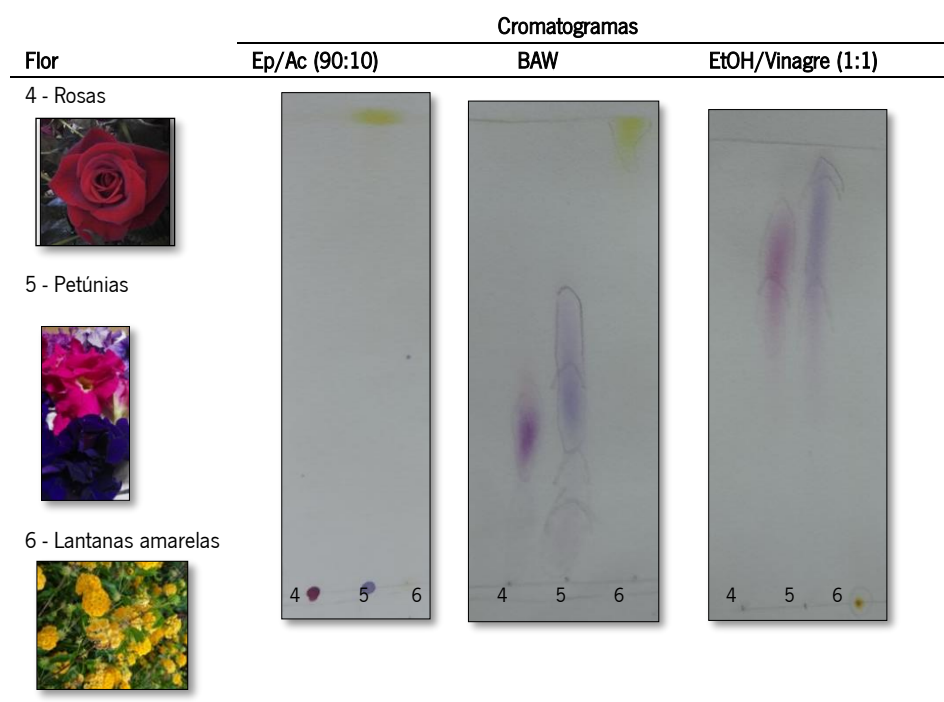 Cromatogramas
Flor Ep/Ac (90:10) BAW EtOH/Vinagre (1:1)
4 - Rosas
5 - Petúnias
6 - Lantanas amarelas
4 5 6 4 5 6 4 5 6